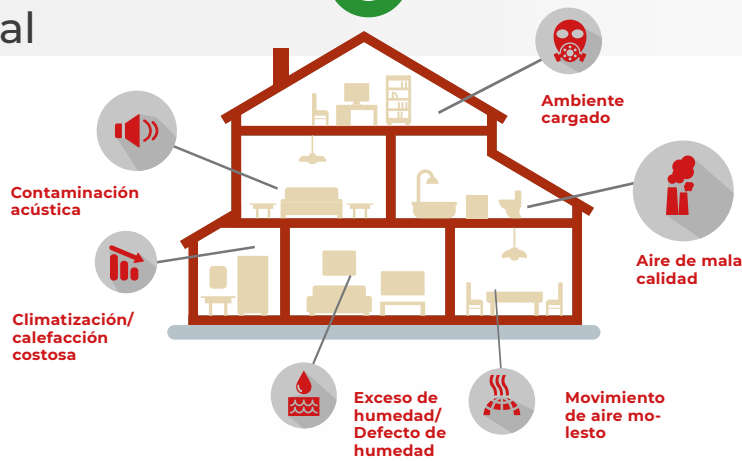 al
Ambiente
cargado
Contaminación
acústica
Aire de mala
calidad
Climatización/
calefacción
costosa
Exceso de
humedad/
Defecto de
humedad
Movimiento
de aire mo-
lesto